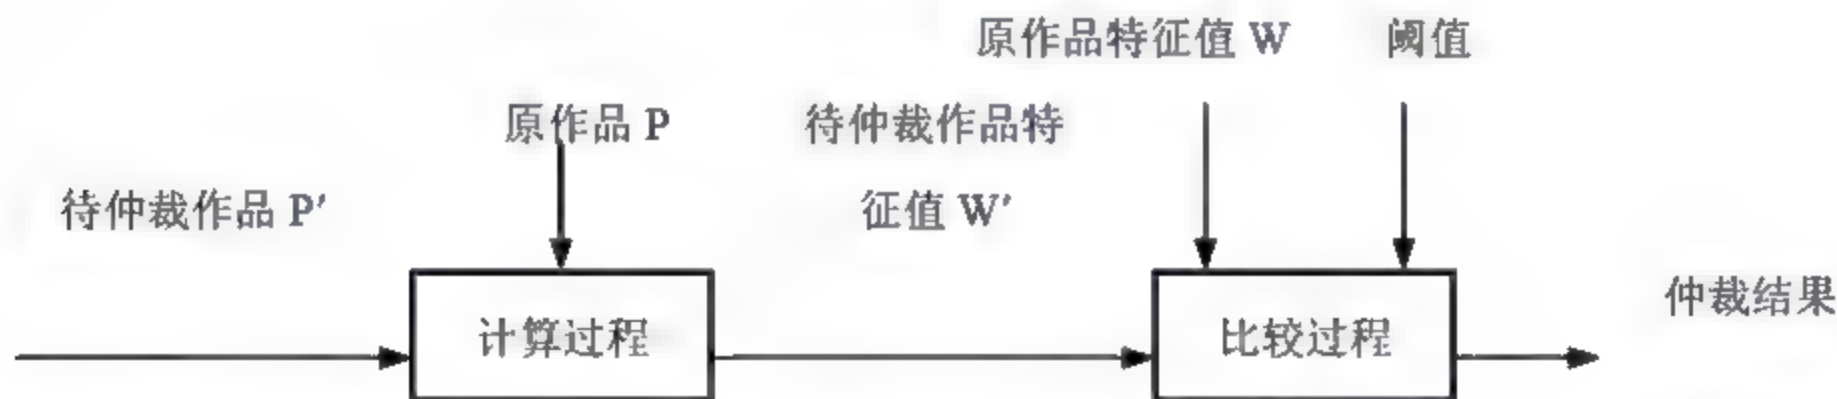 原作品特征值 W 阈值
原作品 P 待仲裁作品特
待仲裁作品 P′ 征值 W′
仲裁结果
计算过程 比较过程